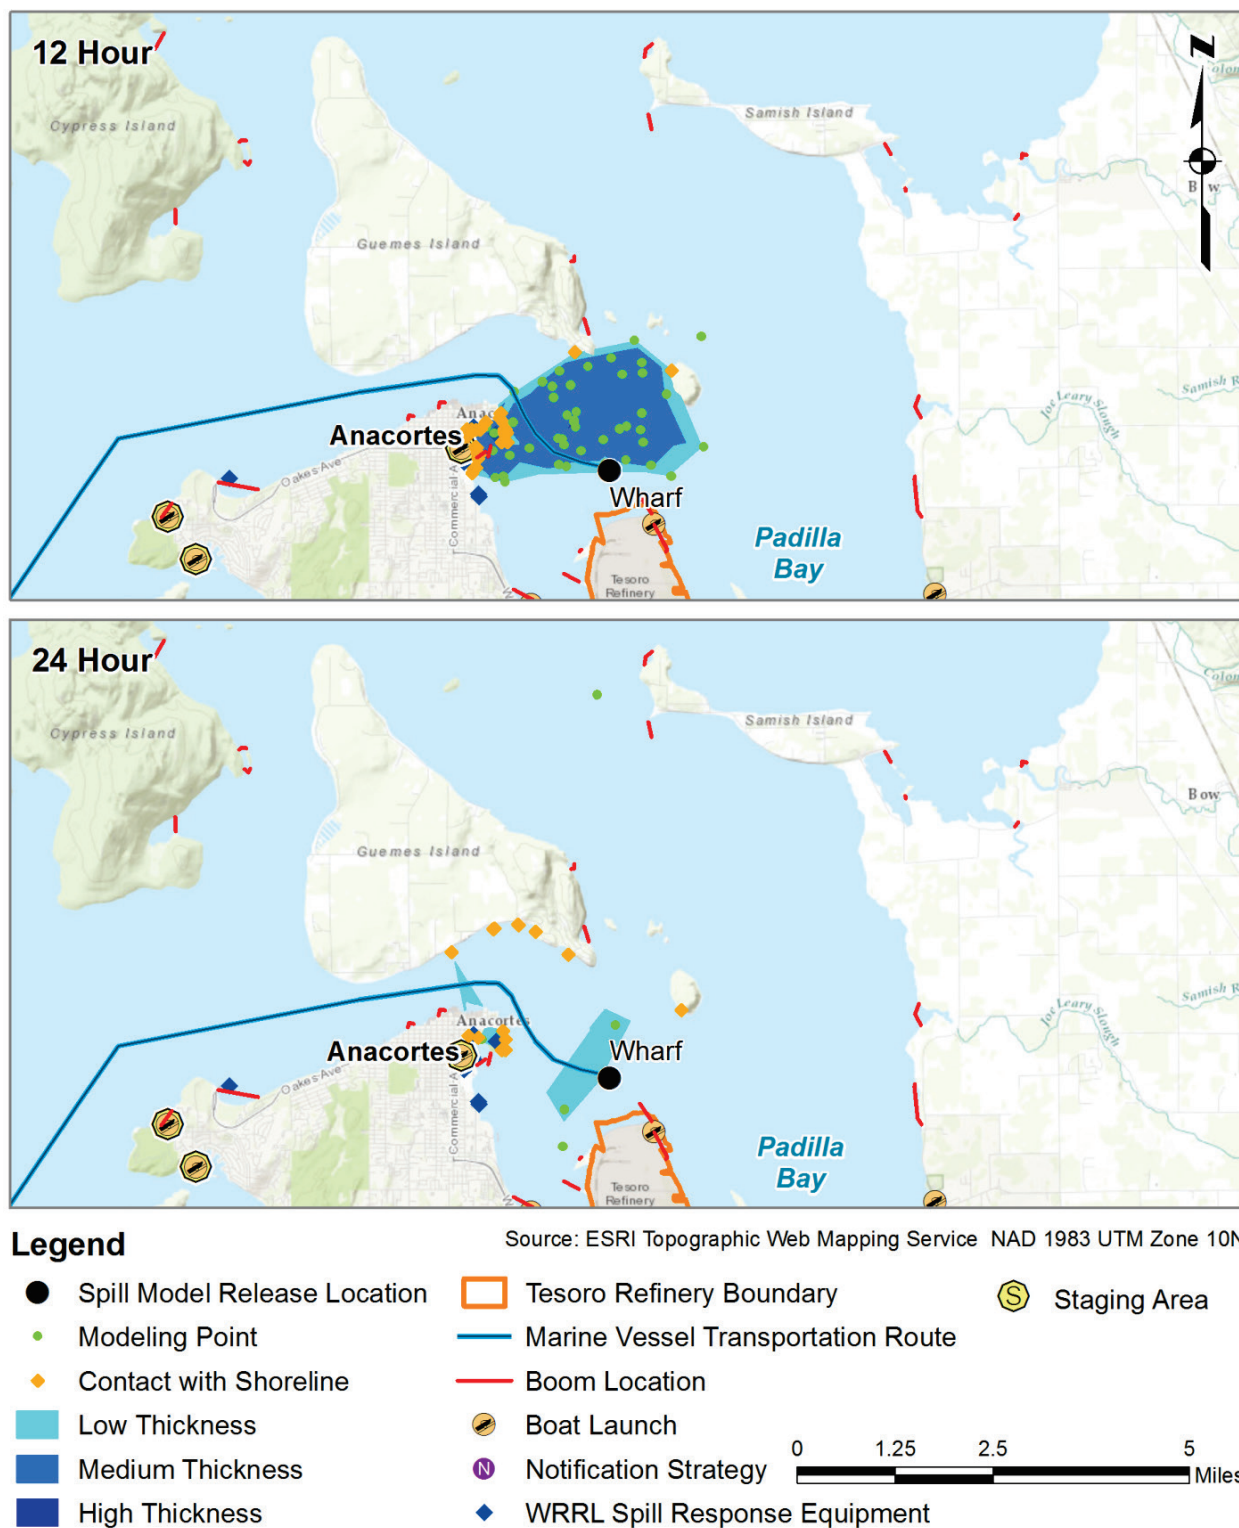 12 Hour
N
Colon
Cypress Island
Samish Island
B w
Guemes Island
Samish R
Joe Leary Slough
Anaco
Anacortes
Oakes Ave
Commercial A
Wharf
Padilla
Bay
Tesoro
Refinery
24 Hour
Colon
Cypress Island
Samish Island
Bow
Guemes Island
Samish R
Joe Leary Slough
Anacortes
Anacortes
Wharf
Oakes Ave
Commercial A
Padilla
Bay
Tesoro
Refinery
Legend
Source: ESRI Topographic Web Mapping Service NAD 1983 UTM Zone 10N
Spill Model Release Location
Tesoro Refinery Boundary
S Staging Area
Modeling Point
Marine Vessel Transportation Route
Contact with Shoreline
Boom Location
Low Thickness
Boat Launch
0 1.25 2.5 5
Medium Thickness
N Notification Strategy
Miles
High Thickness
WRRL Spill Response Equipment